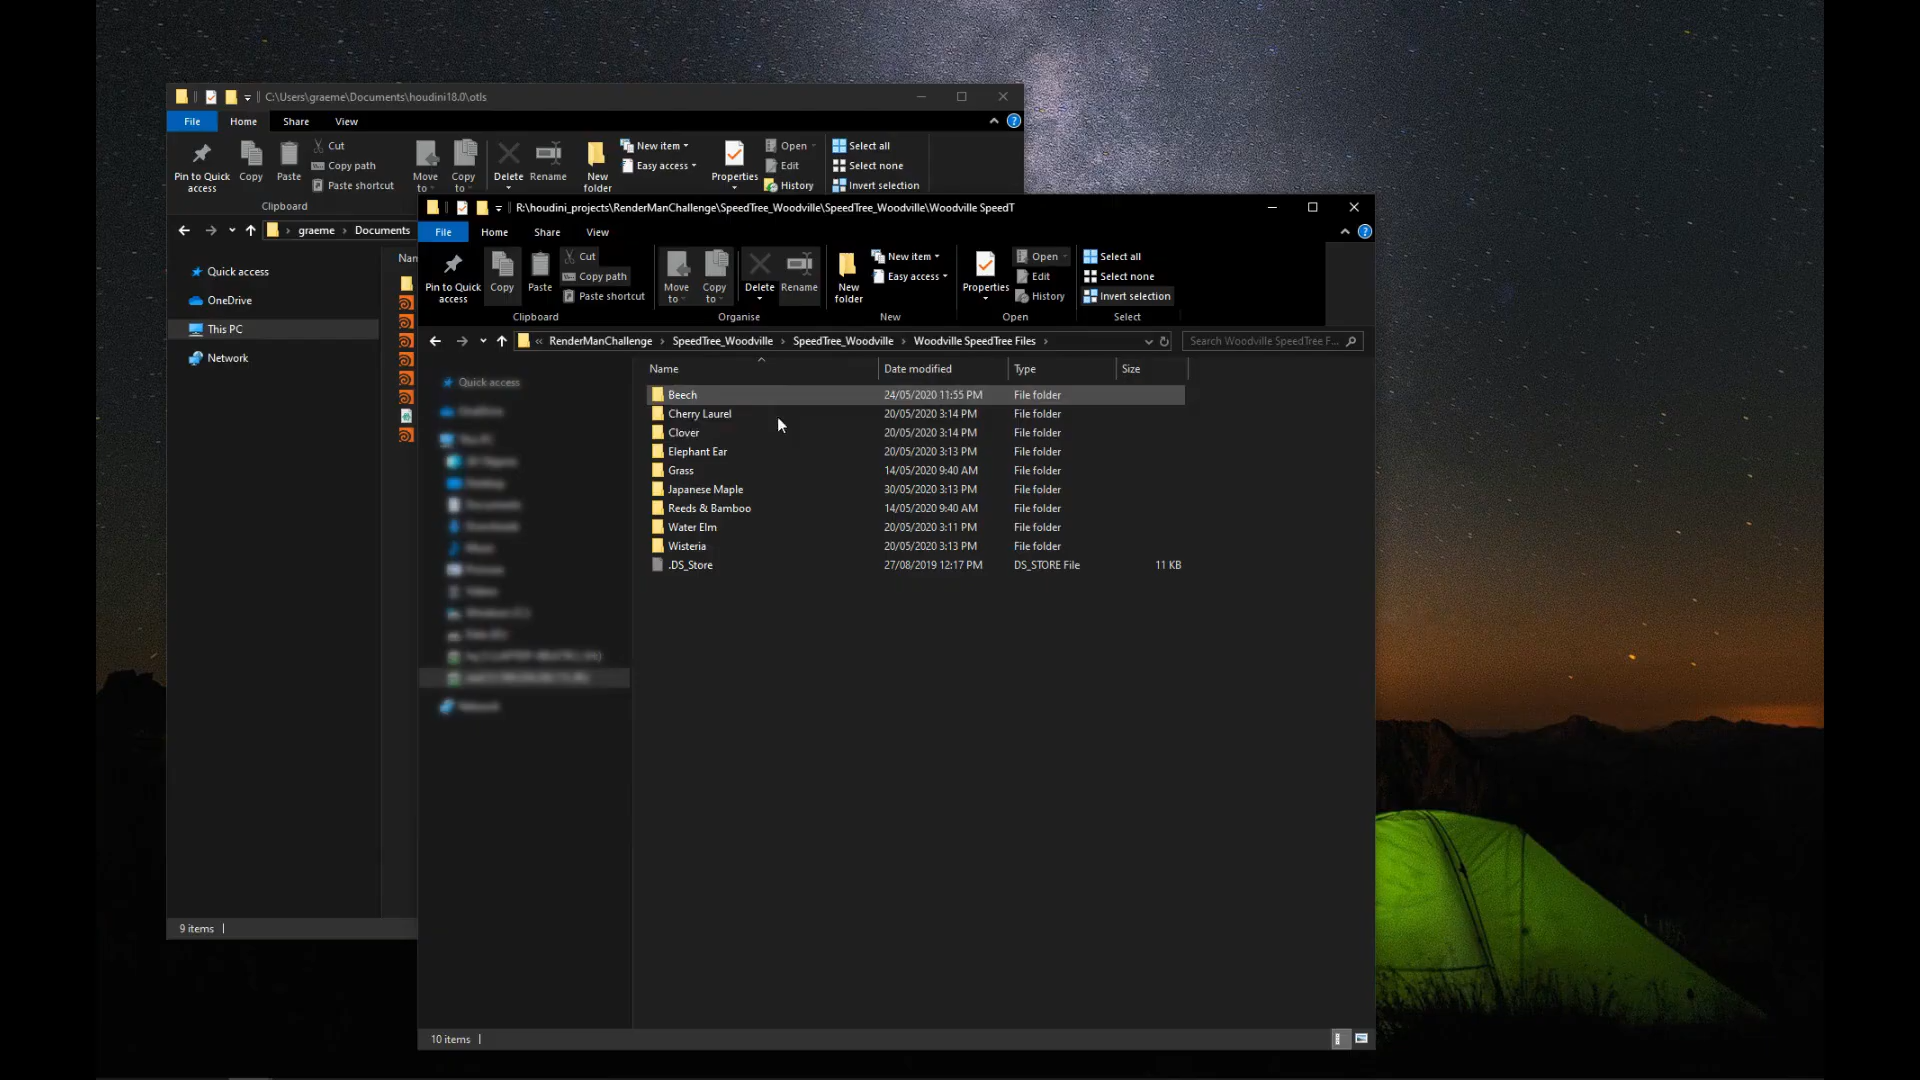 C:\Users\graeme\Documents\houdini18.0\otls
File Home Share View
Pin to Quick access
Copy
Paste
Cut
Copy path
Paste shortcut
Move to
Copy to
Delete
Rename
New folder
New item
Easy access
Properties
Open
Edit
History
Select all
Select none
Invert selection
Clipboard
graeme Documents
Quick access
OneDrive
This PC
Network
9 items
R:\houdini_projects\RenderManChallenge\SpeedTree_Woodville\SpeedTree_Woodville\Woodville SpeedT
File Home Share View
Pin to Quick access
Copy
Paste
Cut
Copy path
Paste shortcut
Move to
Copy to
Delete
Rename
New folder
New item
Easy access
Properties
Open
Edit
History
Select all
Select none
Invert selection
Clipboard Organise New Open Select
« RenderManChallenge SpeedTree_Woodville SpeedTree_Woodville Woodville SpeedTree Files
Search Woodville SpeedTree F...
Name Date modified Type Size
Beech 24/05/2020 11:55 PM File folder
Cherry Laurel 20/05/2020 3:14 PM File folder
Clover 20/05/2020 3:14 PM File folder
Elephant Ear 20/05/2020 3:13 PM File folder
Grass 14/05/2020 9:40 AM File folder
Japanese Maple 30/05/2020 3:13 PM File folder
Reeds & Bamboo 14/05/2020 9:40 AM File folder
Water Elm 20/05/2020 3:11 PM File folder
Wisteria 20/05/2020 3:13 PM File folder
.DS_Store 27/08/2019 12:17 PM DS_STORE File 11 KB
Quick access
10 items